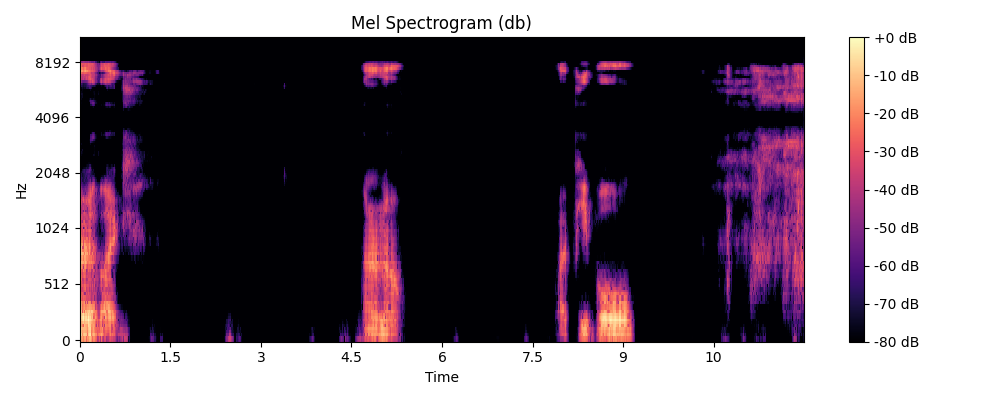 Mel Spectrogram (db)
8192
4096
2048
1024
512
0
Hz
0 1.5 3 4.5 6 7.5 9 10
Time
+0 dB
-10 dB
-20 dB
-30 dB
-40 dB
-50 dB
-60 dB
-70 dB
-80 dB